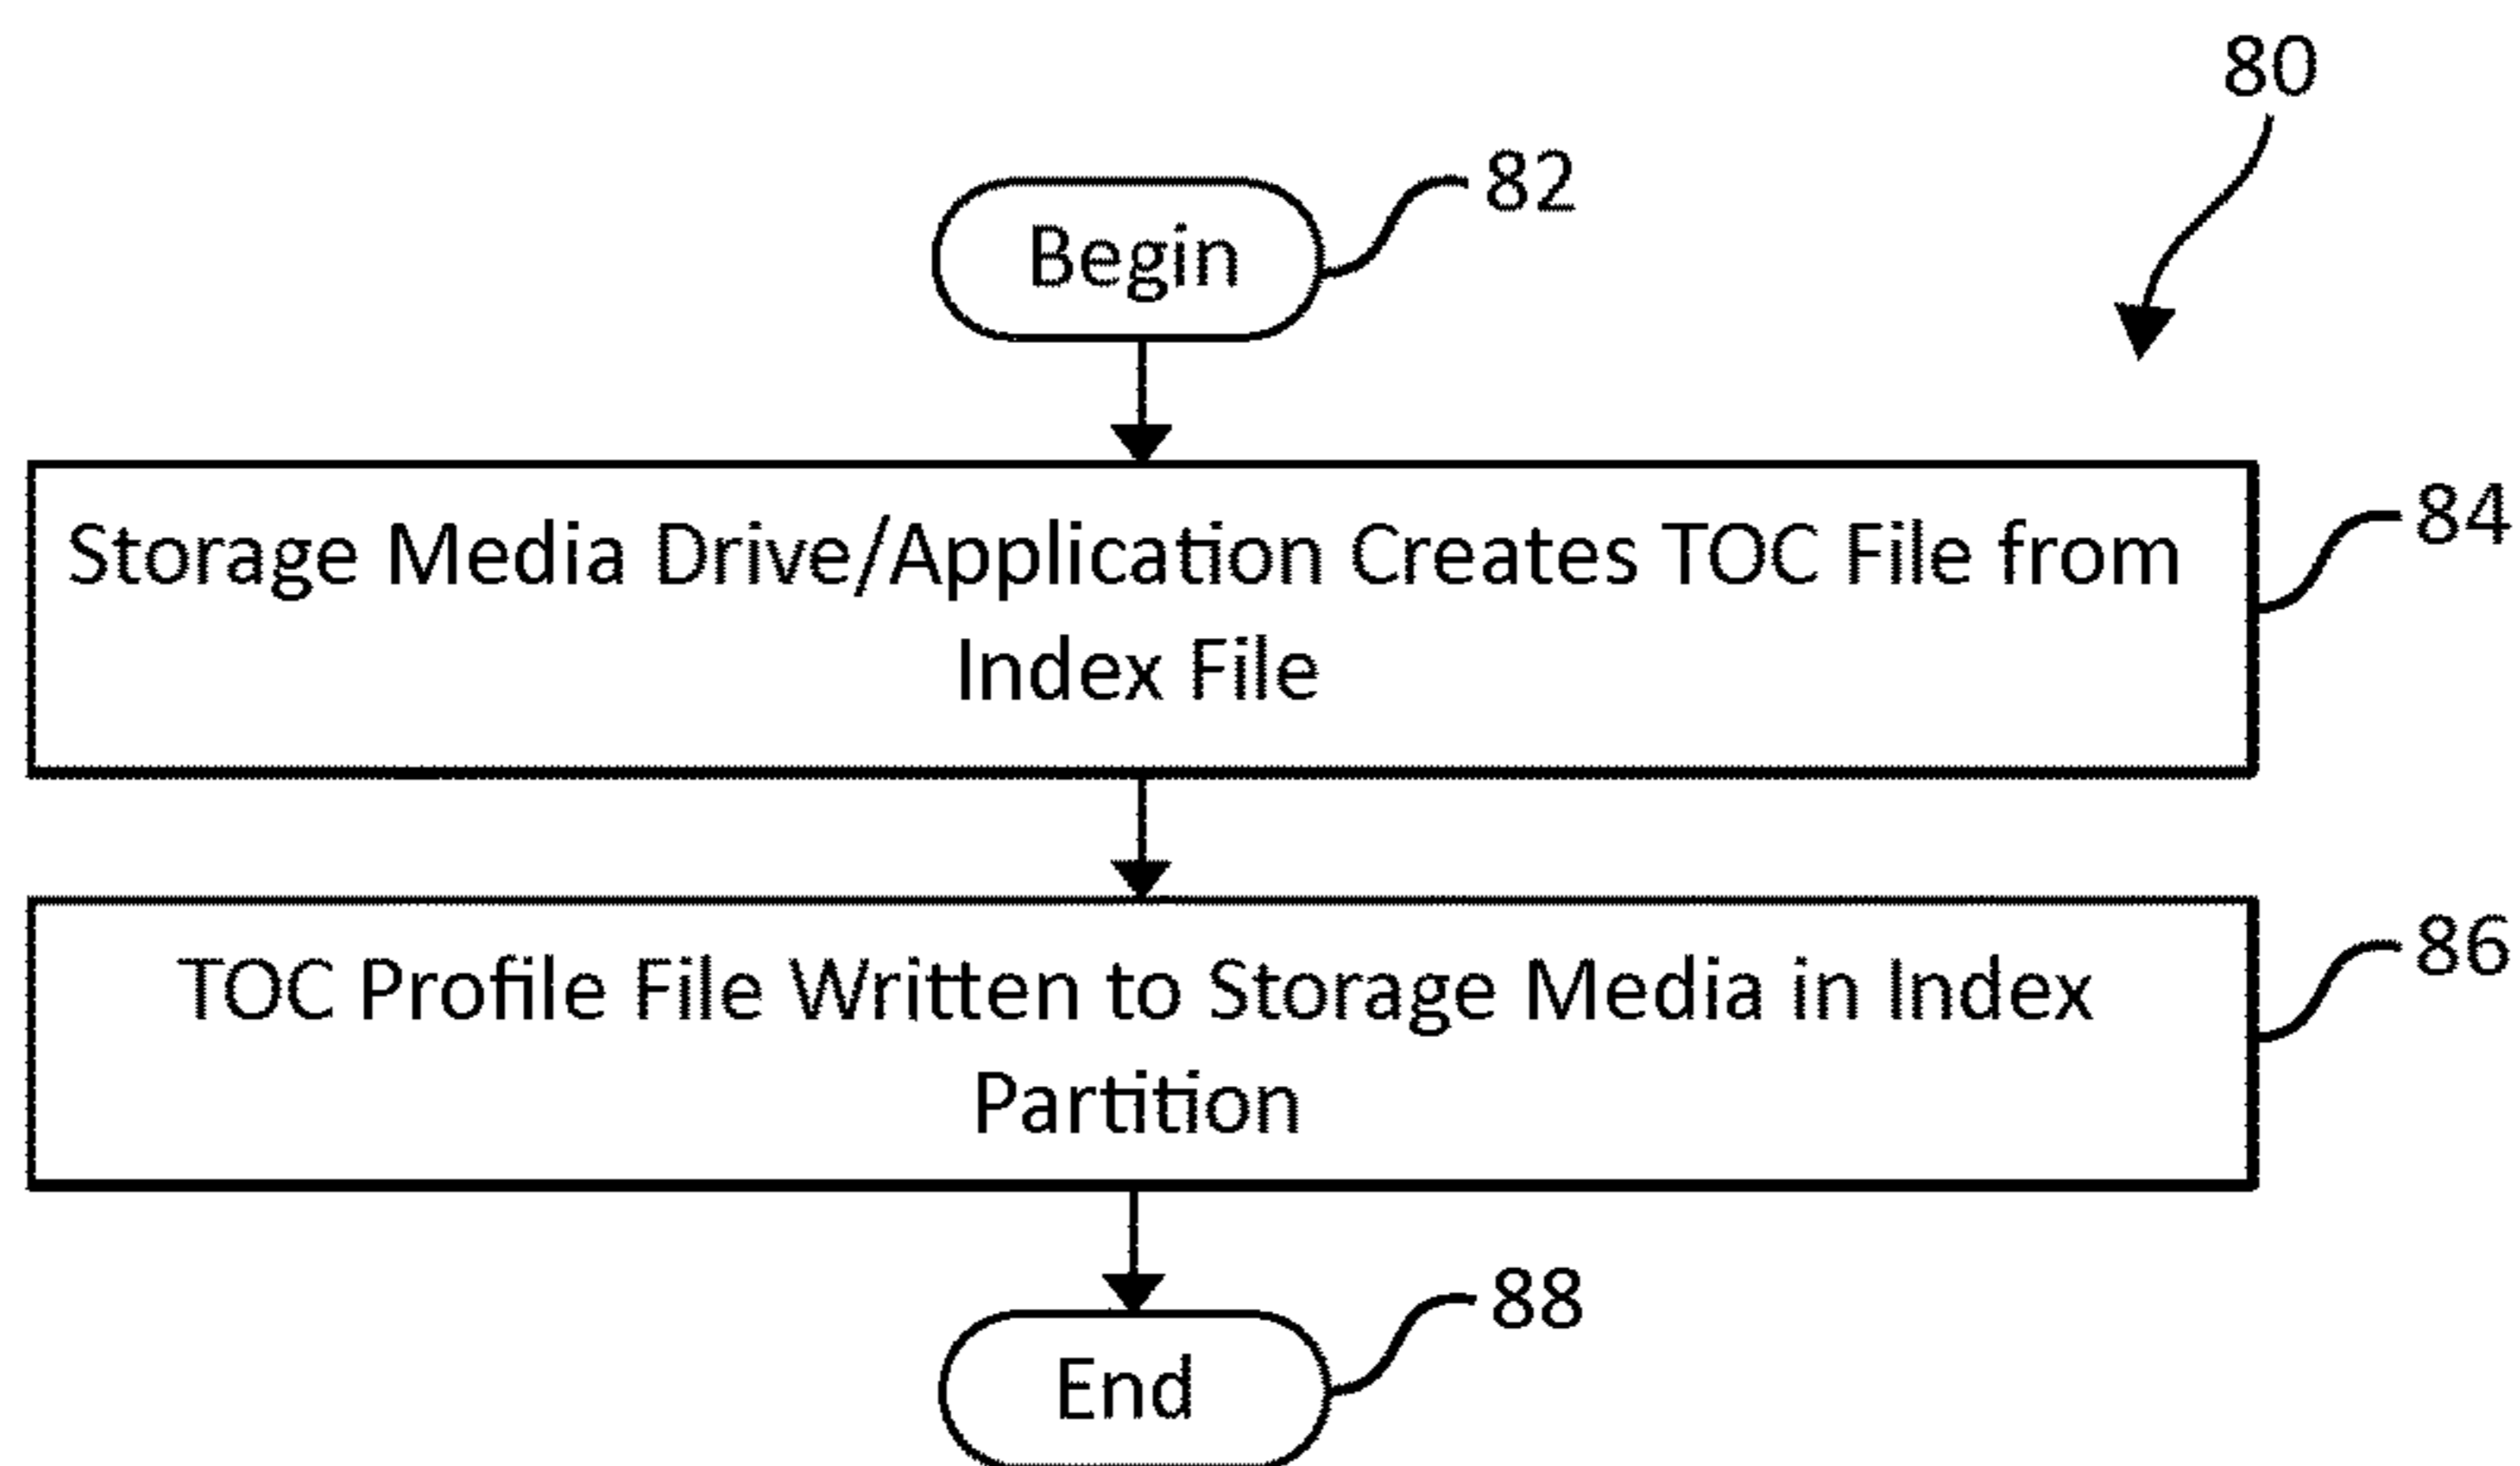 80
Begin
82
Storage Media Drive/Application Creates TOC File from
Index File
84
TOC Profile File Written to Storage Media in Index
Partition
86
End
88